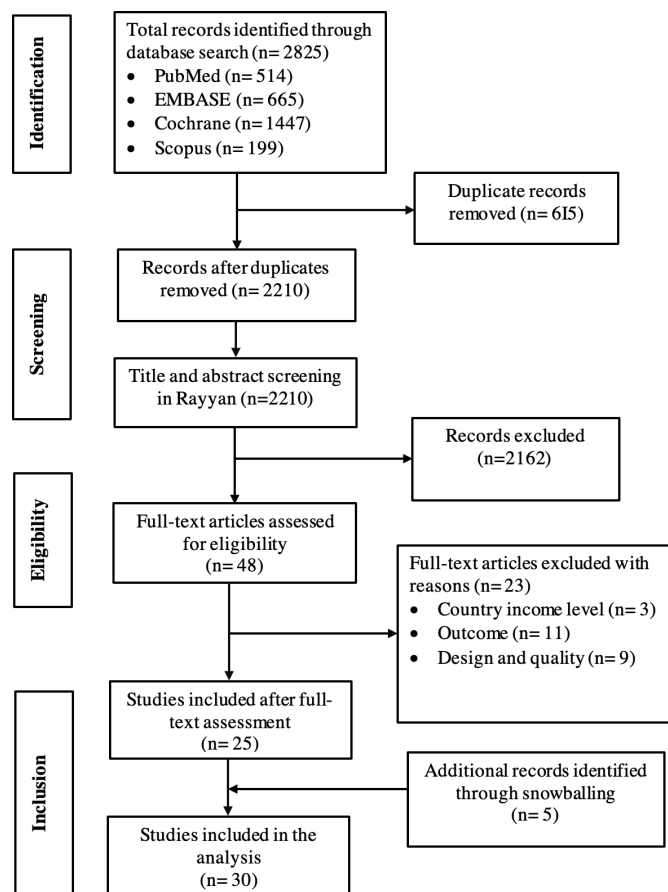 Identification
Total records identified through
database search (n= 2825)
• PubMed (n= 514)
• EMBASE (n= 665)
• Cochrane (n= 1447)
• Scopus (n= 199)
Duplicate records
removed (n= 6I5)
Screening
Records after duplicates
removed (n= 2210)
Title and abstract screening
in Rayyan (n=2210)
Records excluded
(n=2162)
Eligibility
Full-text articles assessed
for eligibility
(n= 48)
Full-text articles excluded with
reasons (n= 23)
• Country income level (n= 3)
• Outcome (n= 11)
• Design and quality (n= 9)
Inclusion
Studies included after full-
text assessment
(n= 25)
Additional records identified
through snowballing
(n= 5)
Studies included in the
analysis
(n= 30)